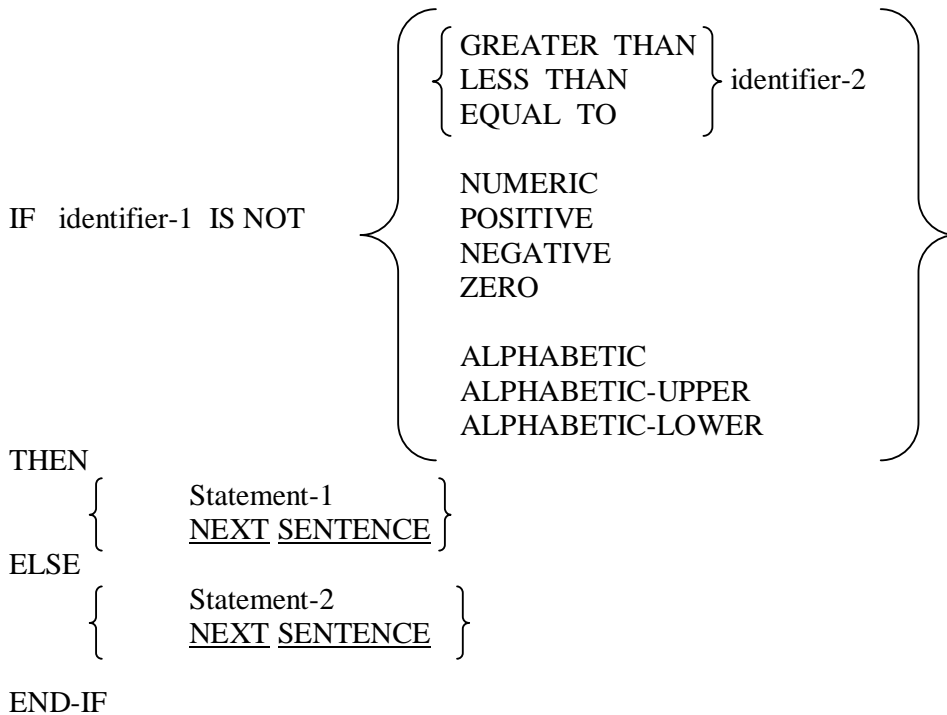 GREATER THAN
LESS THAN identifier-2
EQUAL TO
NUMERIC
IF identifier-1 IS NOT POSITIVE
NEGATIVE
ZERO
ALPHABETIC
ALPHABETIC-UPPER
ALPHABETIC-LOWER
THEN
Statement-1
NEXT SENTENCE
ELSE
Statement-2
NEXT SENTENCE
END-IF